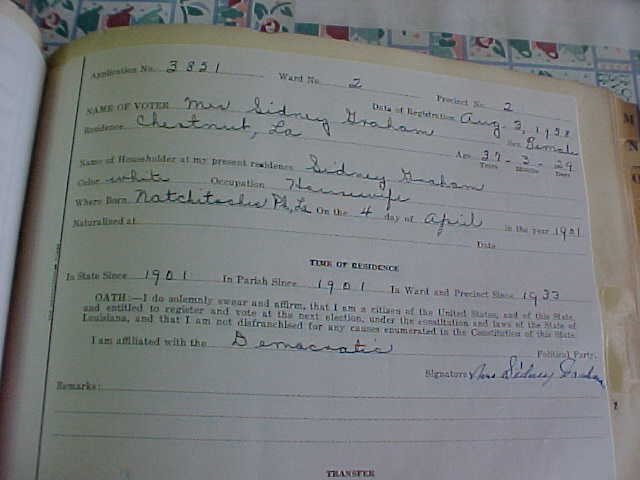 Application No. 3851 Ward No. 2 Precinct No. 2
Date of Registration Aug. 3, 1938
NAME OF VOTER Mrs Sidney Graham Sex Female
Residence Chestnut, La Age 37 - 3 - 29
Years Months Days
Name of Householder at my present residence Sidney Graham
Color white Occupation Housewife
Where Born Natchitoches Ph, La On the 4 day of April in the year 1901
Naturalized at Date
TIME OF RESIDENCE
In State Since 1901 In Parish Since 1901 In Ward and Precinct Since 1933
OATH:—I do solemnly swear and affirm, that I am a citizen of the United States, and of this State,
and entitled to register and vote at the next election, under the constitution and laws of the State of
Louisiana, and that I am not disfranchised for any causes enumerated in the Constitution of this State.
I am affiliated with the Democratic Political Party.
Signature Mrs Sidney Graham
Remarks:
TRANSFER